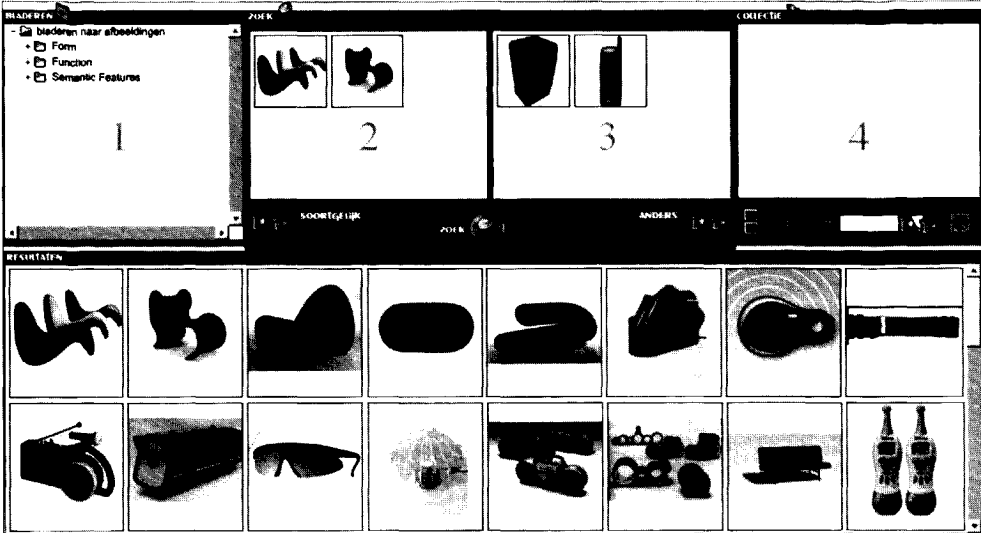 BLADEREN
ZOEK
COLLECTIE
- bladeren naar afbeeldingen
+ Form
+ Function
+ Semantic Features
1
2
3
4
SOORTGELIJK
ZOEK
ANDERS
RESULTATEN